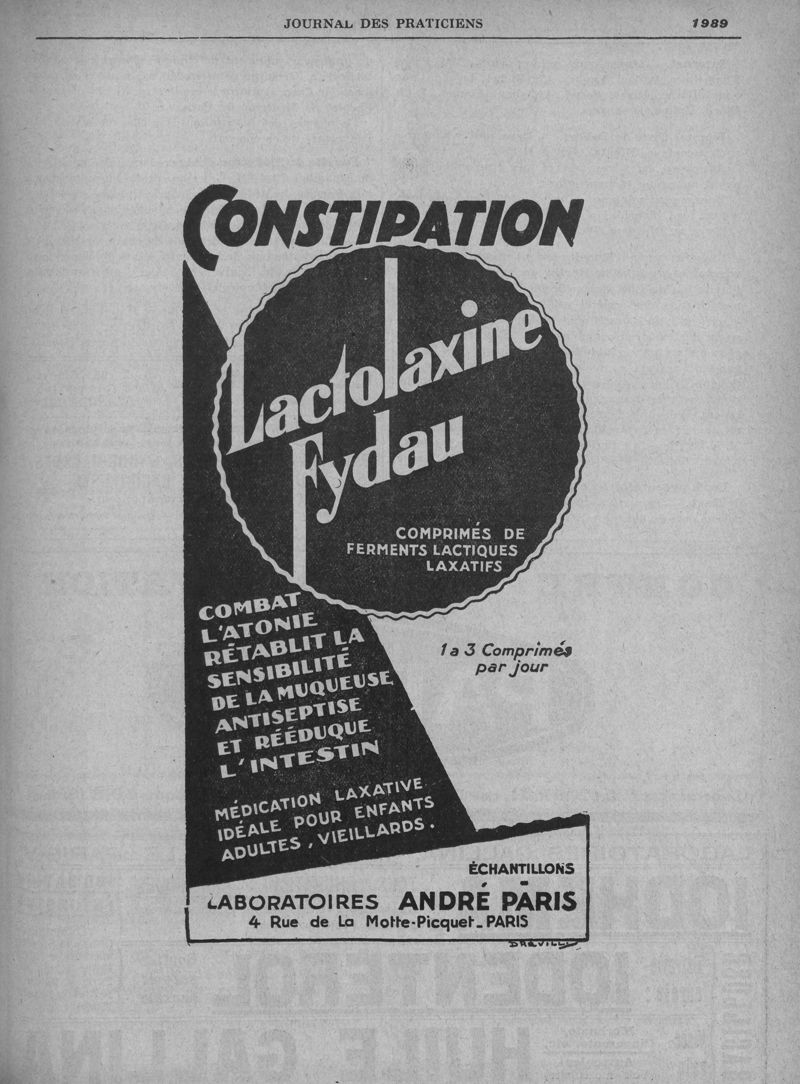 JOURNAL DES PRATICIENS 1989
CONSTIPATION
Lactolaxine
Fydau
COMPRIMÉS DE
FERMENTS LACTIQUES
LAXATIFS
COMBAT
L'ATONIE
RÉTABLIT LA
SENSIBILITÉ
DE LA MUQUEUSE
ANTISEPTISE
ET RÉÉDUQUE
L'INTESTIN
1 a 3 Comprimés
par jour
MÉDICATION LAXATIVE
IDÉALE POUR ENFANTS
ADULTES, VIEILLARDS.
ÉCHANTILLONS
LABORATOIRES ANDRÉ PARIS
4 Rue de La Motte-Picquet_PARIS